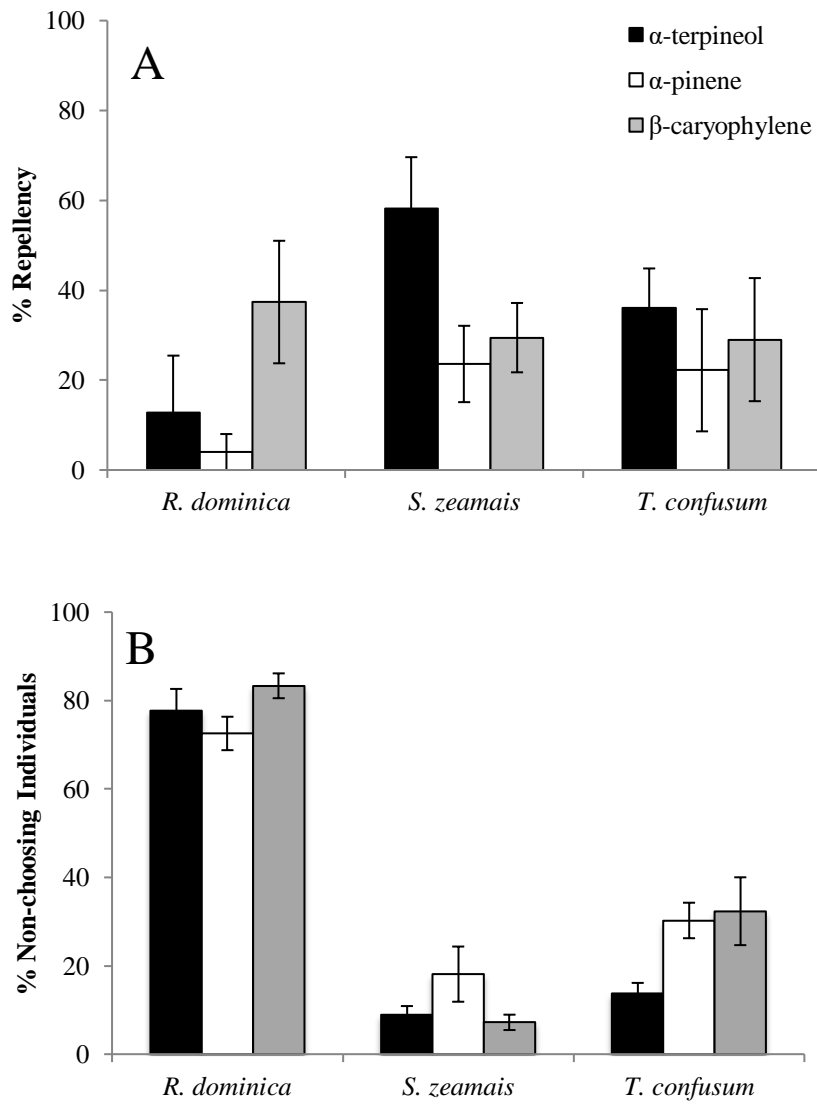 100
80
60
40
20
0
% Repellency
A
α-terpineol
α-pinene
β-caryophylene
R. dominica
S. zeamais
T. confusum
100
80
60
40
20
0
% Non-choosing Individuals
B
R. dominica
S. zeamais
T. confusum